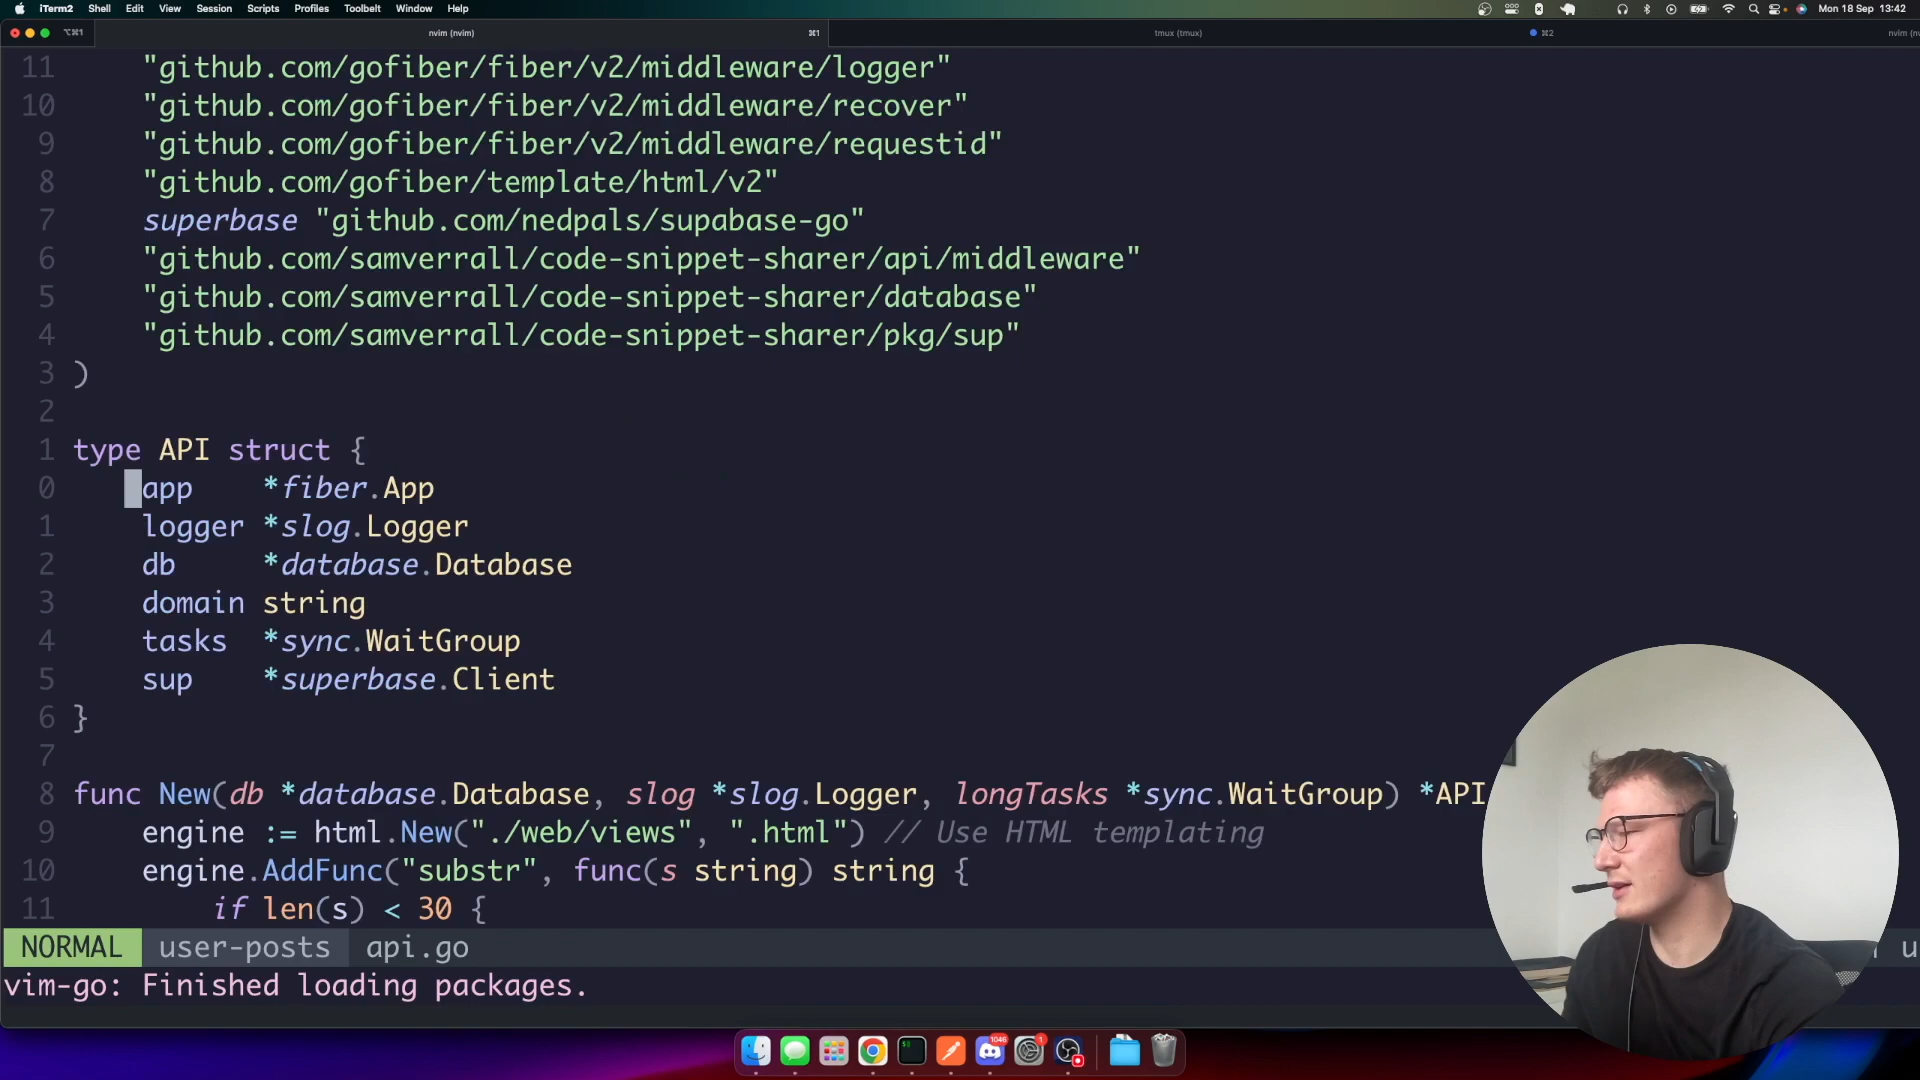 iTerm2 Shell Edit View Session Scripts Profiles Toolbelt Window Help Mon 18 Sep 13:42
⌥⌘1 nvim (nvim) ⌘1 tmux (tmux) ⌘2
11 "github.com/gofiber/fiber/v2/middleware/logger"
10 "github.com/gofiber/fiber/v2/middleware/recover"
9 "github.com/gofiber/fiber/v2/middleware/requestid"
8 "github.com/gofiber/template/html/v2"
7 superbase "github.com/nedpals/supabase-go"
6 "github.com/samverrall/code-snippet-sharer/api/middleware"
5 "github.com/samverrall/code-snippet-sharer/database"
4 "github.com/samverrall/code-snippet-sharer/pkg/sup"
3 )
2
1 type API struct {
0 app *fiber.App
1 logger *slog.Logger
2 db *database.Database
3 domain string
4 tasks *sync.WaitGroup
5 sup *superbase.Client
6 }
7
8 func New(db *database.Database, slog *slog.Logger, longTasks *sync.WaitGroup) *API
9 engine := html.New("./web/views", ".html") // Use HTML templating
10 engine.AddFunc("substr", func(s string) string {
11 if len(s) < 30 {
NORMAL user-posts api.go
vim-go: Finished loading packages.
1046
1